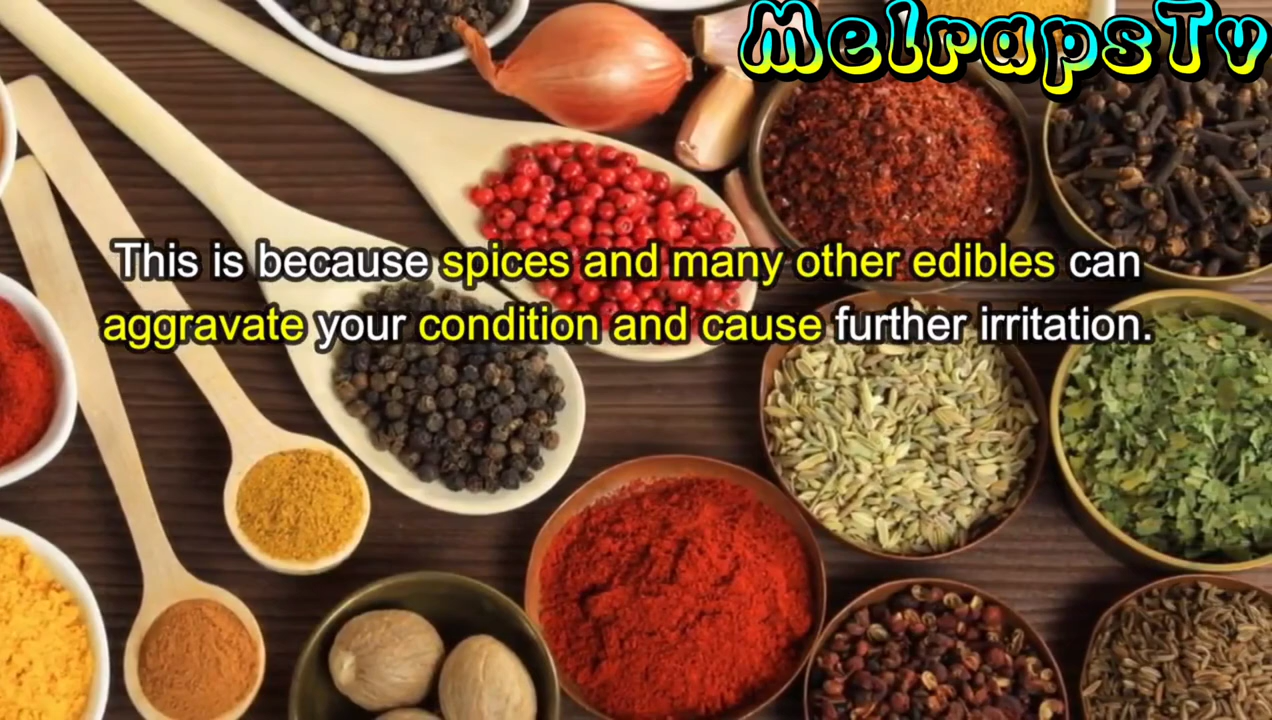 MelrapsTv
This is because spices and many other edibles can
aggravate your condition and cause further irritation.